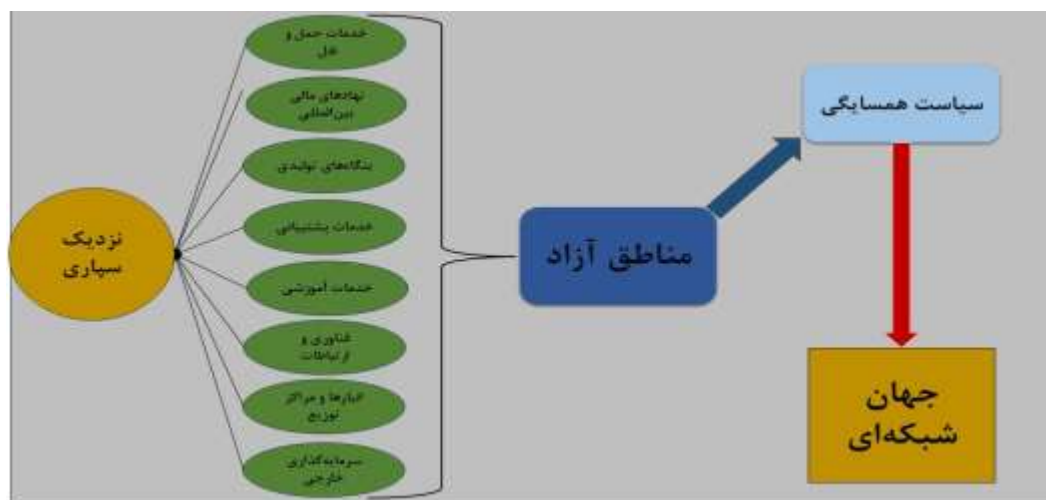 سیاست همسایگی
جهان
شبکه‌ای
مناطق آزاد
خدمات حمل و
نقل
نهادهای مالی
بین‌المللی
بنگاه‌های تولیدی
خدمات پشتیبانی
خدمات آموزشی
فناوری و
ارتباطات
انبارها و مراکز
توزیع
سرمایه‌گذاری
خارجی
نزدیک
سپاری